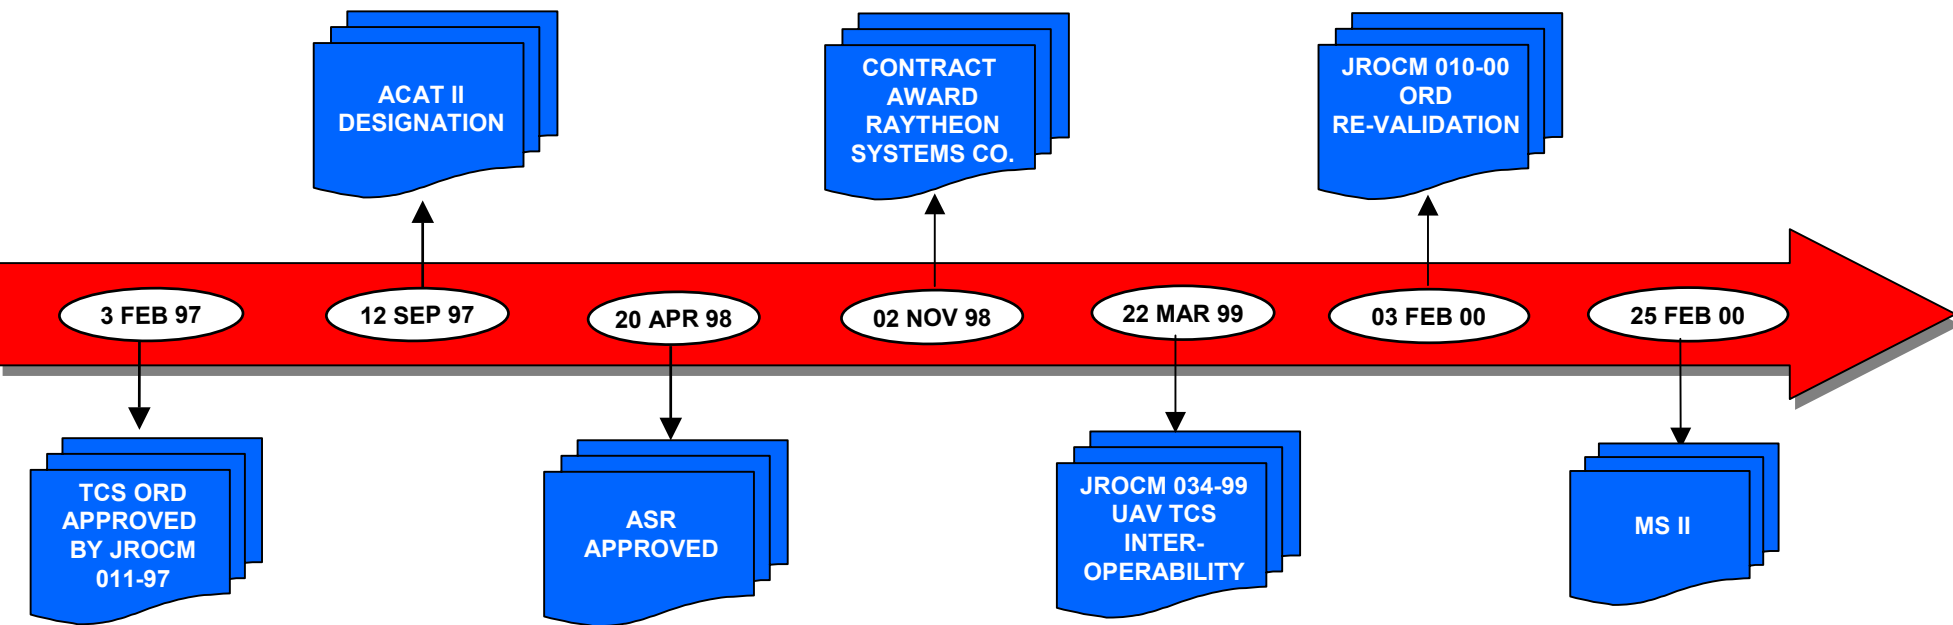 ACAT II
DESIGNATION
CONTRACT
AWARD
RAYTHEON
SYSTEMS CO.
JROCM 010-00
ORD
RE-VALIDATION
3 FEB 97
12 SEP 97
20 APR 98
02 NOV 98
22 MAR 99
03 FEB 00
25 FEB 00
TCS ORD
APPROVED
BY JROCM
011-97
ASR
APPROVED
JROCM 034-99
UAV TCS
INTER-
OPERABILITY
MS II